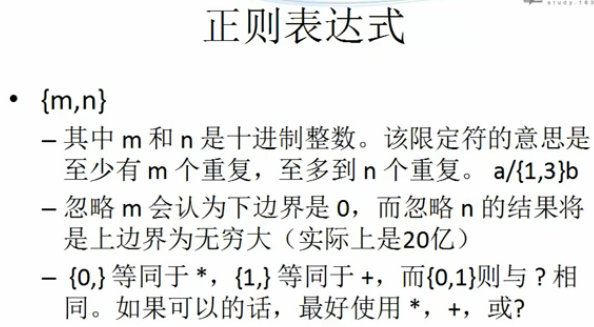 study.163
正则表达式
• {m,n}
– 其中 m 和 n 是十进制整数。该限定符的意思是
至少有 m 个重复，至多到 n 个重复。 a/{1,3}b
– 忽略 m 会认为下边界是 0，而忽略 n 的结果将
是上边界为无穷大（实际上是20亿）
– {0,} 等同于 *，{1,} 等同于 +，而{0,1}则与 ? 相
同。如果可以的话，最好使用 *，+，或?